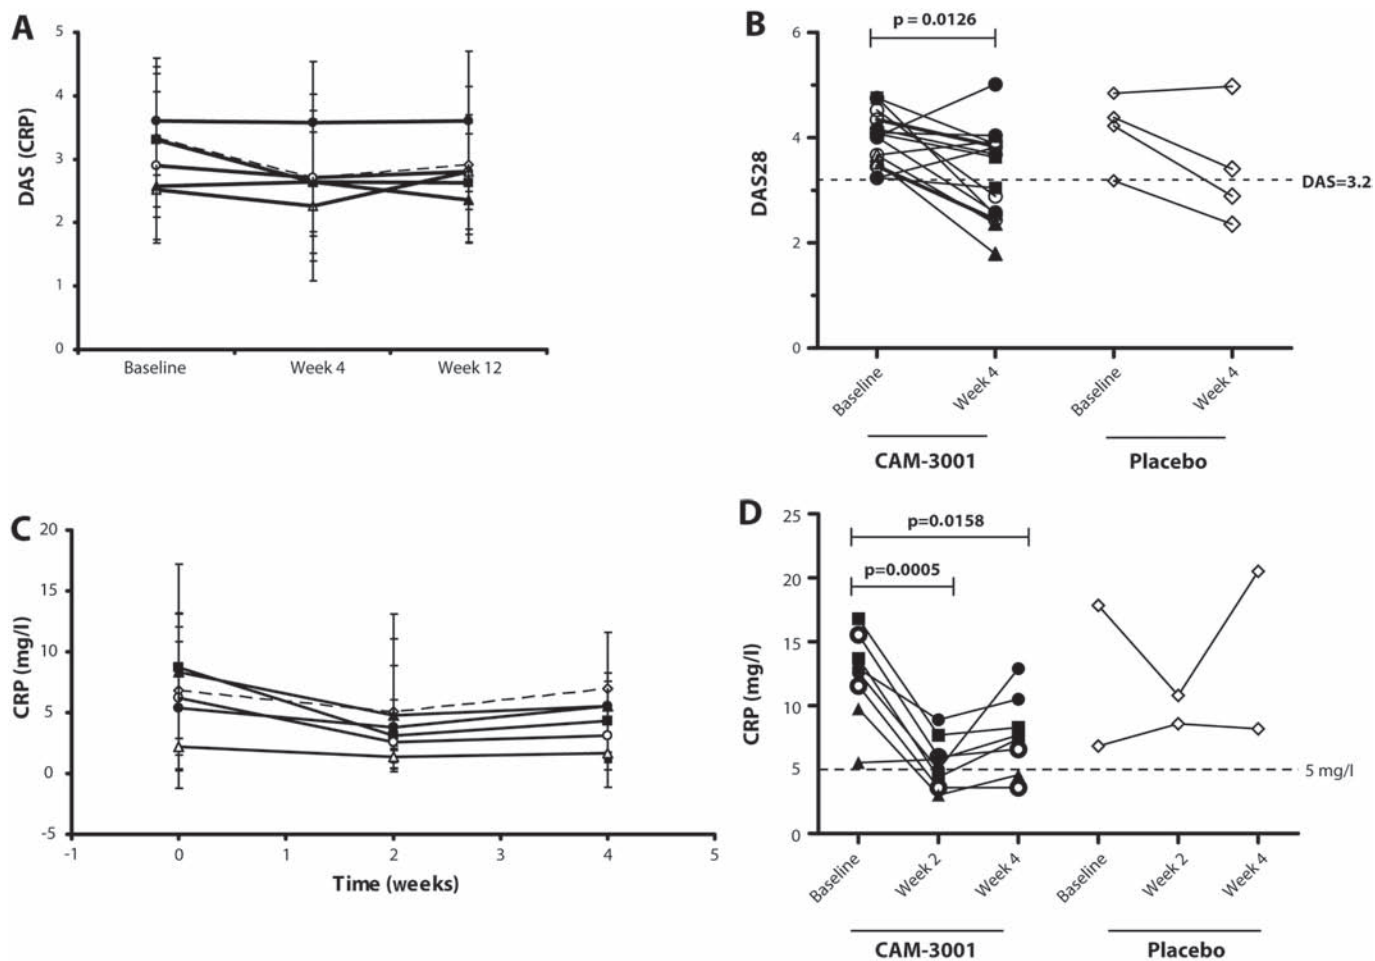 A
5
4
3
2
1
0
DAS (CRP)
Baseline
Week 4
Week 12
B
p = 0.0126
6
4
2
0
DAS28
DAS=3.2
Baseline
Week 4
Baseline
Week 4
CAM-3001
Placebo
C
20
15
10
5
0
-5
CRP (mg/l)
-1
0
1
2
3
4
5
Time (weeks)
D
p=0.0158
p=0.0005
25
20
15
10
5
0
CRP (mg/l)
5 mg/l
Baseline
Week 2
Week 4
Baseline
Week 2
Week 4
CAM-3001
Placebo